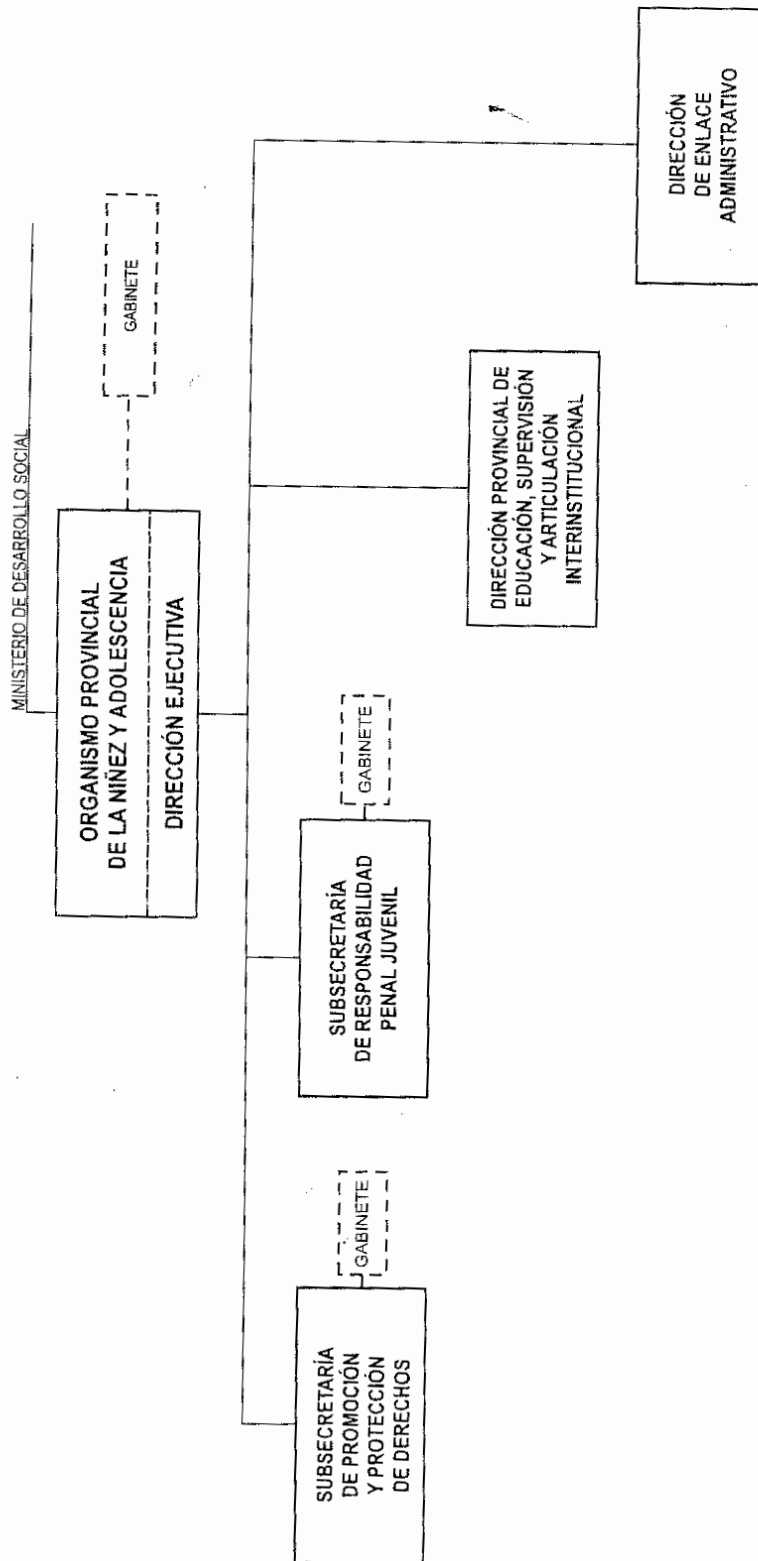 MINISTERIO DE DESARROLLO SOCIAL
ORGANISMO PROVINCIAL
DE LA NIÑEZ Y ADOLESCENCIA
DIRECCIÓN EJECUTIVA
GABINETE
SUBSECRETARÍA
DE PROMOCIÓN
Y PROTECCIÓN
DE DERECHOS
GABINETE
SUBSECRETARÍA
DE RESPONSABILIDAD
PENAL JUVENIL
GABINETE
DIRECCIÓN PROVINCIAL DE
EDUCACIÓN, SUPERVISIÓN
Y ARTICULACIÓN
INTERINSTITUCIONAL
DIRECCIÓN
DE ENLACE
ADMINISTRATIVO